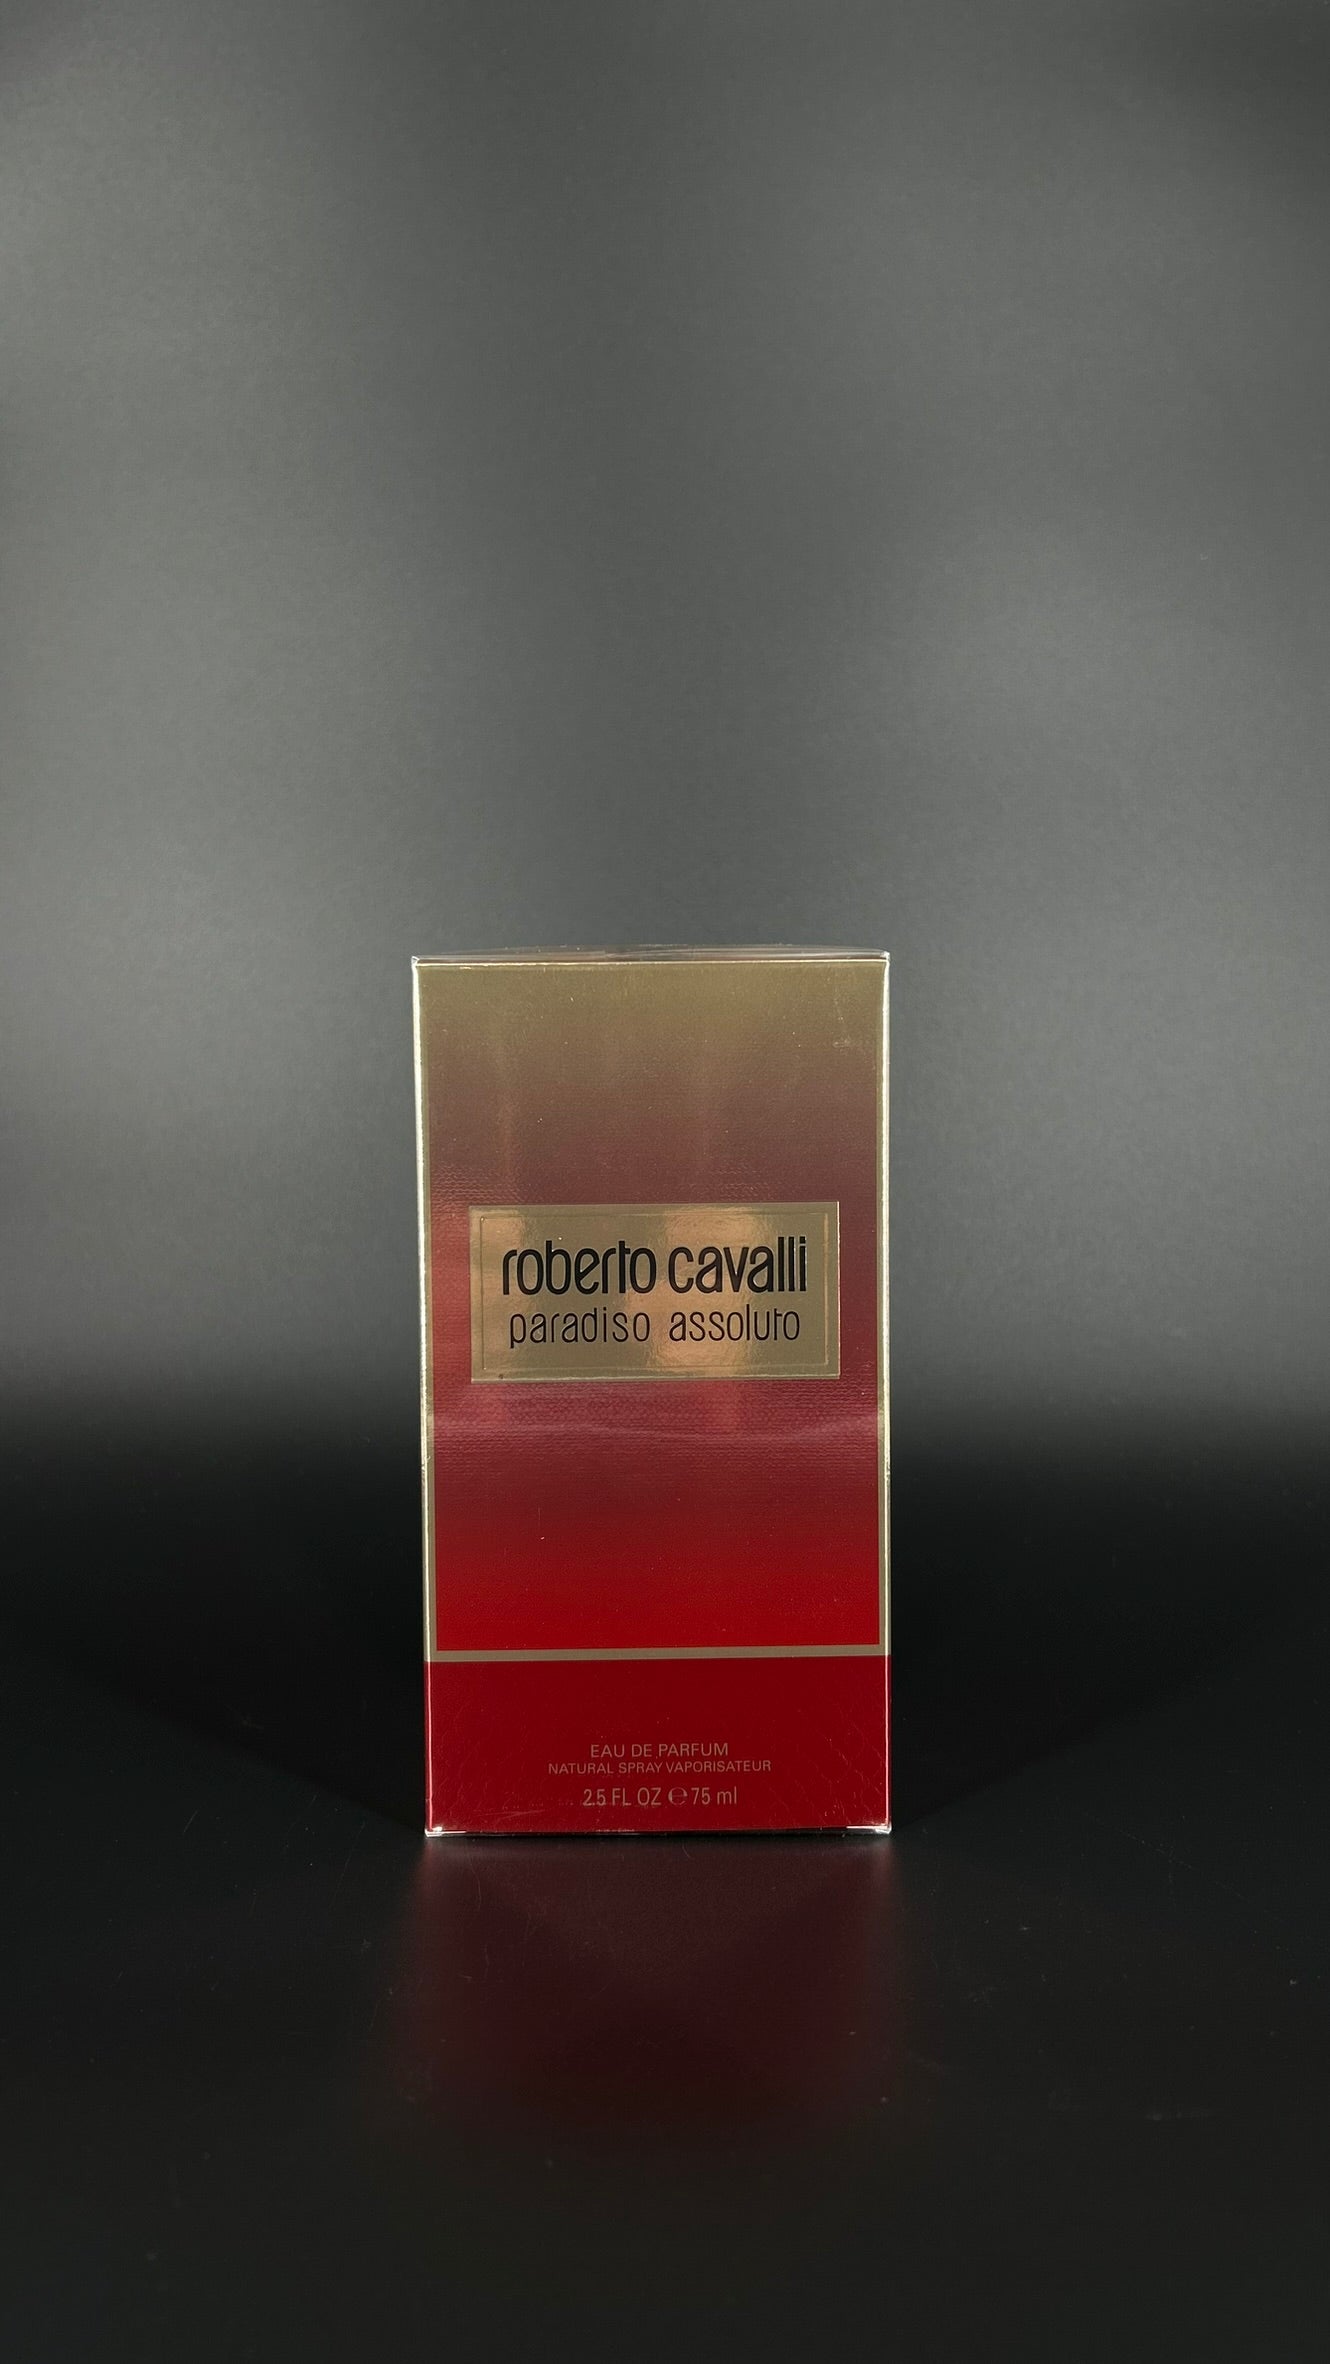 roberto cavalli
paradiso assoluto
EAU DE PARFUM
NATURAL SPRAY VAPORISATEUR
2.5 FL OZ ℮ 75 ml